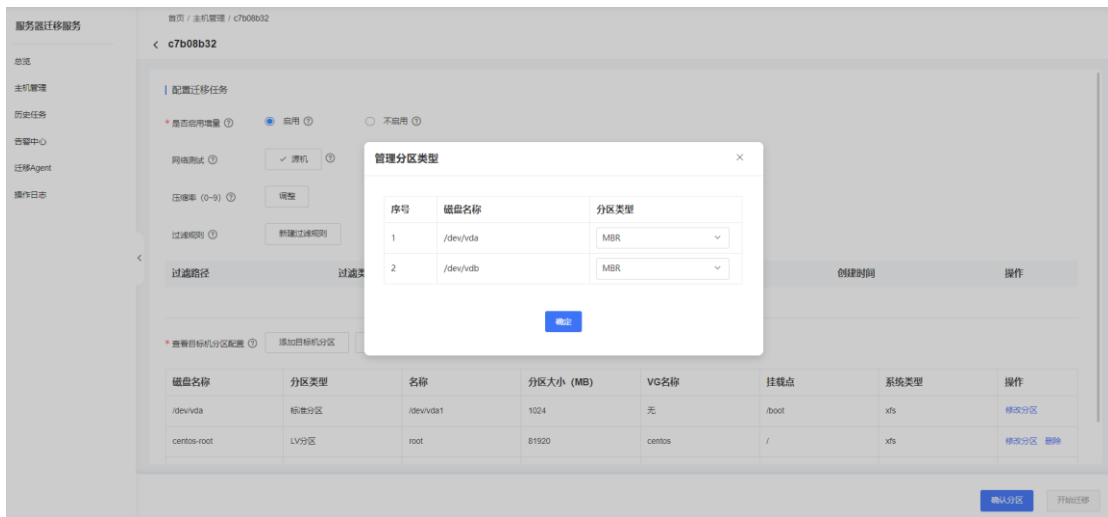 服务器迁移服务
总览
主机管理
历史任务
告警中心
迁移Agent
操作日志
首页 / 主机管理 / c7b08b32
c7b08b32
配置迁移任务
* 是否启用增量 启用 不启用
网络测试 源机
压缩率 (0~9) 调整
过滤规则 新建过滤规则
过滤路径 过滤类 创建时间 操作
管理分区类型
序号 磁盘名称 分区类型
1 /dev/vda MBR
2 /dev/vdb MBR
确定
* 查看目标机分区配置 添加目标机分区
磁盘名称 分区类型 名称 分区大小 (MB) VG名称 挂载点 系统类型 操作
/dev/vda 标准分区 /dev/vda1 1024 无 /boot xfs 修改分区
centos-root LV分区 root 81920 centos / xfs 修改分区 删除
确认分区 开始迁移